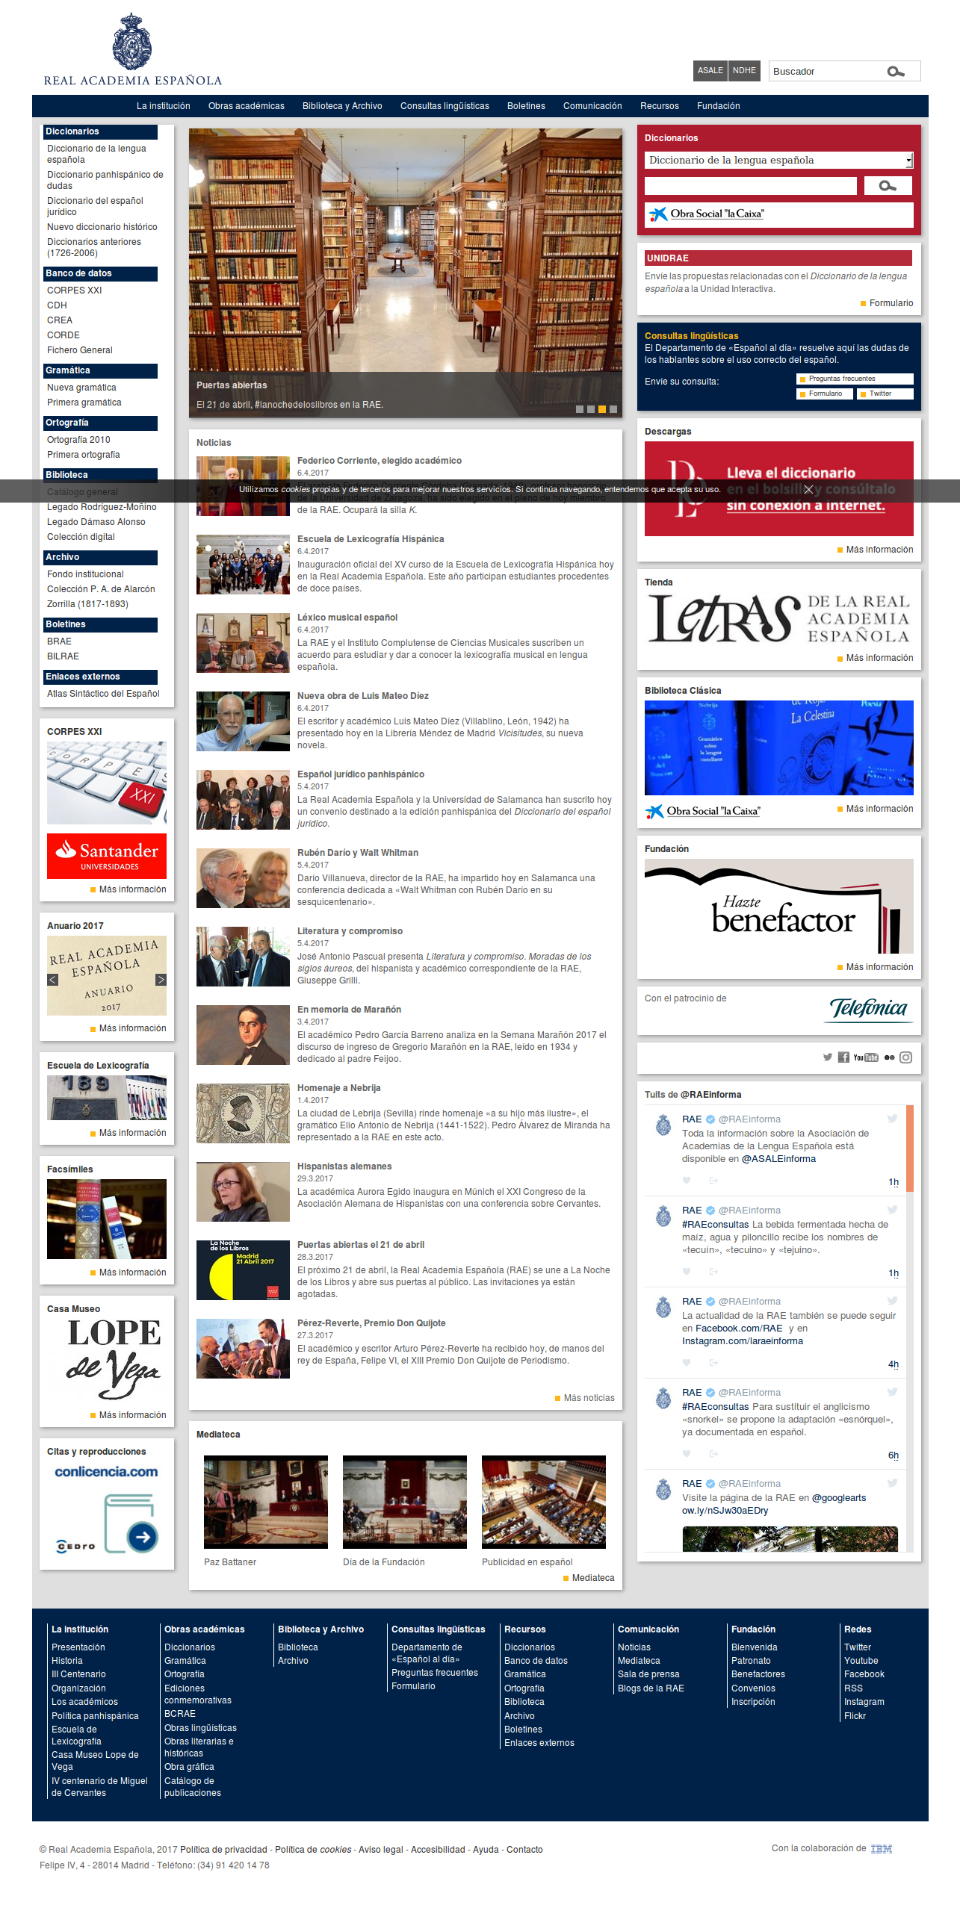 REAL ACADEMIA ESPAÑOLA
ASALE
NDHE
Buscador
La institución
Obras académicas
Biblioteca y Archivo
Consultas lingüísticas
Boletines
Comunicación
Recursos
Fundación
Diccionarios
Diccionario de la lengua
española
Diccionario panhispánico de
dudas
Diccionario del español
jurídico
Nuevo diccionario histórico
Diccionarios anteriores
(1726-2006)
Banco de datos
CORPES XXI
CDH
CREA
CORDE
Fichero General
Gramática
Nueva gramática
Primera gramática
Ortografía
Ortografía 2010
Primera ortografía
Biblioteca
Catálogo general
Legado Rodríguez-Moñino
Legado Dámaso Alonso
Colección digital
Archivo
Fondo institucional
Colección P. A. de Alarcón
Zorrilla (1817-1893)
Boletines
BRAE
BILRAE
Enlaces externos
Atlas Sintáctico del Español
CORPES XXI
CORPES
XXI
Santander
UNIVERSIDADES
Más información
Anuario 2017
REAL ACADEMIA
ESPAÑOLA
ANUARIO
2017
Más información
Escuela de Lexicografía
189
Más información
Facsímiles
Más información
Casa Museo
LOPE
de Vega
Más información
Citas y reproducciones
conlicencia.com
CEDRO
Puertas abiertas
El 21 de abril, #lanochedeloslibros en la RAE.
Noticias
Federico Corriente, elegido académico
6.4.2017
Utilizamos cookies propias y de terceros para mejorar nuestros servicios. Si continúa navegando, entendemos que acepta su uso.
de la Universidad de Zaragoza, ha sido elegido en el pleno de hoy miembro
de la RAE. Ocupará la silla K.
Escuela de Lexicografía Hispánica
6.4.2017
Inauguración oficial del XV curso de la Escuela de Lexicografía Hispánica hoy
en la Real Academia Española. Este año participan estudiantes procedentes
de doce países.
Léxico musical español
6.4.2017
La RAE y el Instituto Complutense de Ciencias Musicales suscriben un
acuerdo para estudiar y dar a conocer la lexicografía musical en lengua
española.
Nueva obra de Luis Mateo Díez
6.4.2017
El escritor y académico Luis Mateo Díez (Villablino, León, 1942) ha
presentado hoy en la Librería Méndez de Madrid Vicisitudes, su nueva
novela.
Español jurídico panhispánico
5.4.2017
La Real Academia Española y la Universidad de Salamanca han suscrito hoy
un convenio destinado a la edición panhispánica del Diccionario del español
jurídico.
Rubén Darío y Walt Whitman
5.4.2017
Darío Villanueva, director de la RAE, ha impartido hoy en Salamanca una
conferencia dedicada a «Walt Whitman con Rubén Darío en su
sesquicentenario».
Literatura y compromiso
5.4.2017
José Antonio Pascual presenta Literatura y compromiso. Moradas de los
siglos áureos, del hispanista y académico correspondiente de la RAE,
Giuseppe Grilli.
En memoria de Marañón
3.4.2017
El académico Pedro García Barreno analiza en la Semana Marañón 2017 el
discurso de ingreso de Gregorio Marañón en la RAE, leído en 1934 y
dedicado al padre Feijoo.
Homenaje a Nebrija
1.4.2017
La ciudad de Lebrija (Sevilla) rinde homenaje «a su hijo más ilustre», el
gramático Elio Antonio de Nebrija (1441-1522). Pedro Álvarez de Miranda ha
representado a la RAE en este acto.
Hispanistas alemanes
29.3.2017
La académica Aurora Egido inaugura en Múnich el XXI Congreso de la
Asociación Alemana de Hispanistas con una conferencia sobre Cervantes.
La Noche
de los Libros
Madrid
21 Abril 2017
Puertas abiertas el 21 de abril
28.3.2017
El próximo 21 de abril, la Real Academia Española (RAE) se une a La Noche
de los Libros y abre sus puertas al público. Las invitaciones ya están
agotadas.
Pérez-Reverte, Premio Don Quijote
27.3.2017
El académico y escritor Arturo Pérez-Reverte ha recibido hoy, de manos del
rey de España, Felipe VI, el XIII Premio Don Quijote de Periodismo.
Más noticias
Mediateca
Paz Battaner
Día de la Fundación
Publicidad en español
Mediateca
Diccionarios
Diccionario de la lengua española
Obra Social "la Caixa"
UNIDRAE
Envíe las propuestas relacionadas con el Diccionario de la lengua
española a la Unidad Interactiva.
Formulario
Consultas lingüísticas
El Departamento de «Español al día» resuelve aquí las dudas de
los hablantes sobre el uso correcto del español.
Envíe su consulta:
Preguntas frecuentes
Formulario
Twitter
Descargas
Lleva el diccionario
en el bolsillo y consúltalo
sin conexión a internet.
Más información
Tienda
LETRAS DE LA REAL
ACADEMIA
ESPAÑOLA
Más información
Biblioteca Clásica
La Celestina
Obra Social "la Caixa"
Más información
Fundación
Hazte
benefactor
Más información
Con el patrocinio de
Telefónica
YouTube
Tuits de @RAEinforma
RAE @RAEinforma
Toda la información sobre la Asociación de
Academias de la Lengua Española está
disponible en @ASALEinforma
1h
RAE @RAEinforma
#RAEconsultas La bebida fermentada hecha de
maíz, agua y piloncillo recibe los nombres de
«tecuín», «tecuino» y «tejuino».
1h
RAE @RAEinforma
La actualidad de la RAE también se puede seguir
en Facebook.com/RAE y en
Instagram.com/laraeinforma
4h
RAE @RAEinforma
#RAEconsultas Para sustituir el anglicismo
«snorkel» se propone la adaptación «esnórquel»,
ya documentada en español.
6h
RAE @RAEinforma
Visite la página de la RAE en @googlearts
ow.ly/nSJw30aEDry
La institución
Presentación
Historia
III Centenario
Organización
Los académicos
Política panhispánica
Escuela de
Lexicografía
Casa Museo Lope de
Vega
IV centenario de Miguel
de Cervantes
Obras académicas
Diccionarios
Gramática
Ortografía
Ediciones
conmemorativas
BCRAE
Obras lingüísticas
Obras literarias e
históricas
Obra gráfica
Catálogo de
publicaciones
Biblioteca y Archivo
Biblioteca
Archivo
Consultas lingüísticas
Departamento de
«Español al día»
Preguntas frecuentes
Formulario
Recursos
Diccionarios
Banco de datos
Gramática
Ortografía
Biblioteca
Archivo
Boletines
Enlaces externos
Comunicación
Noticias
Mediateca
Sala de prensa
Blogs de la RAE
Fundación
Bienvenida
Patronato
Benefactores
Convenios
Inscripción
Redes
Twitter
Youtube
Facebook
RSS
Instagram
Flickr
© Real Academia Española, 2017 Política de privacidad - Política de cookies - Aviso legal - Accesibilidad - Ayuda - Contacto
Felipe IV, 4 - 28014 Madrid - Teléfono: (34) 91 420 14 78
Con la colaboración de IBM